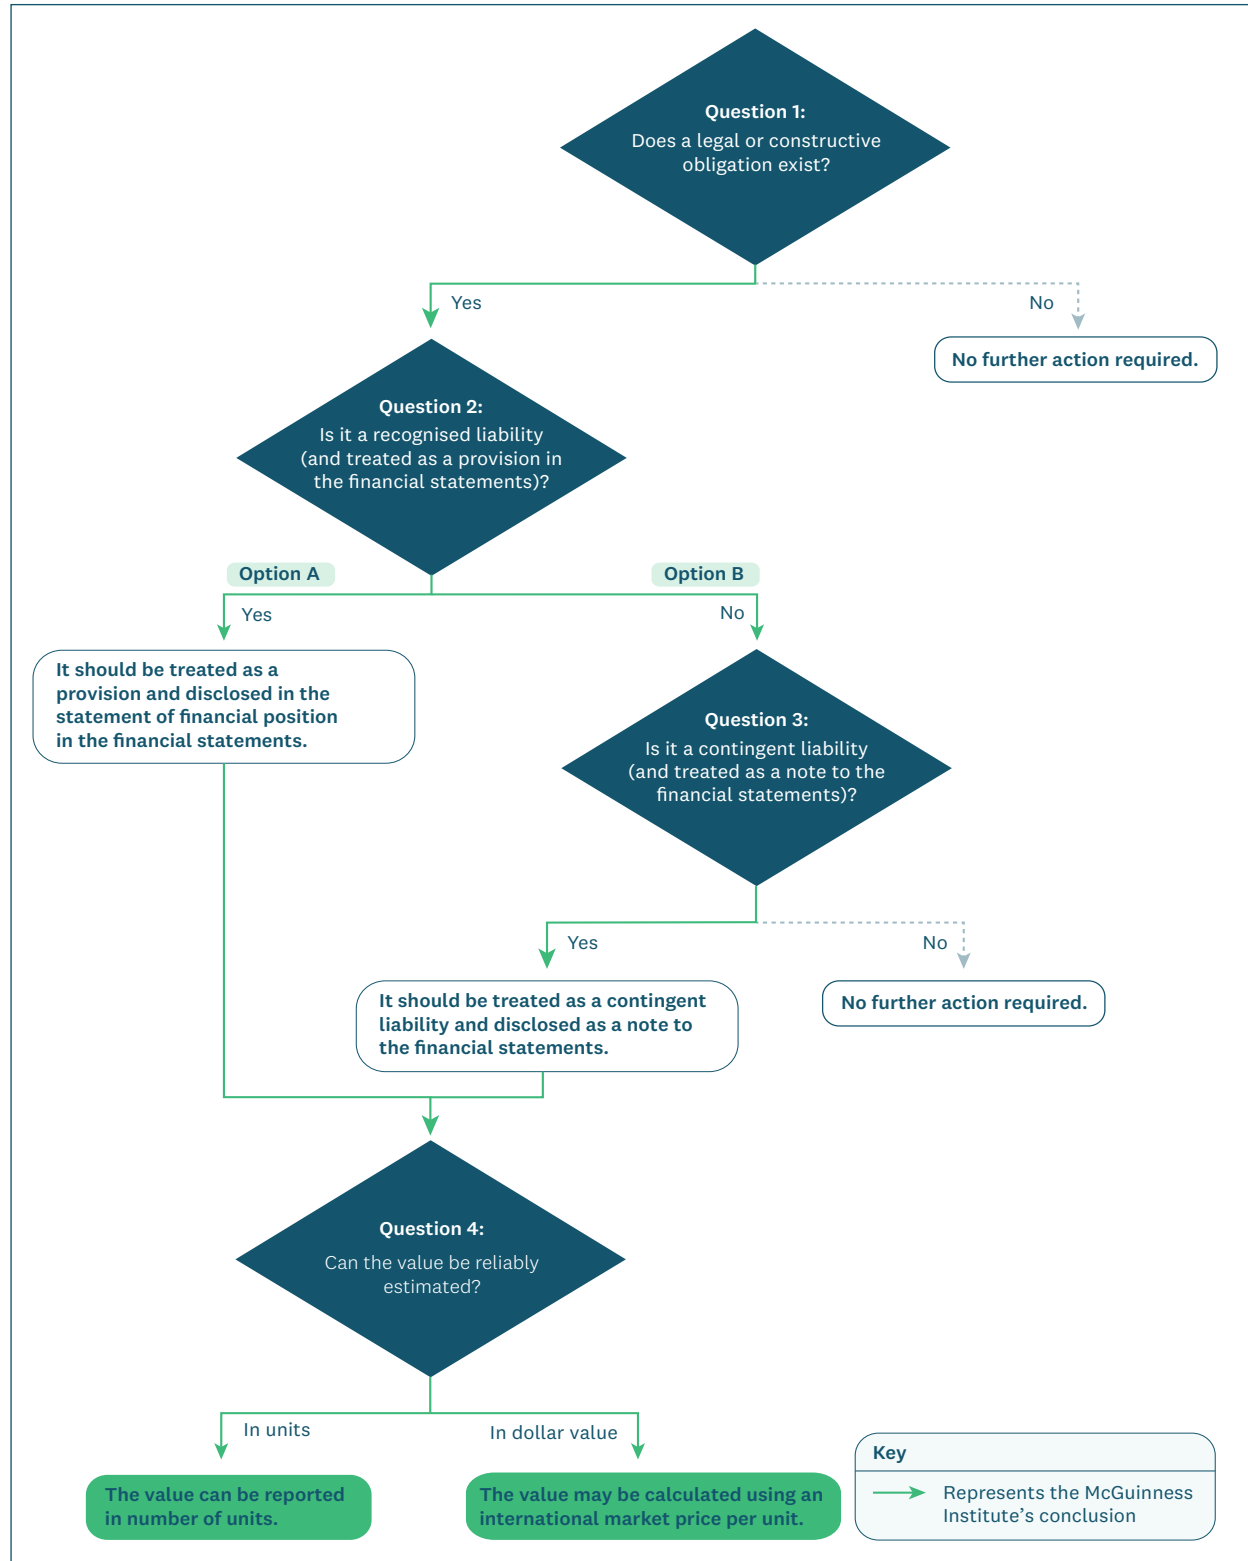 Question 1:
Does a legal or constructive
obligation exist?
Yes
No
No further action required.
Question 2:
Is it a recognised liability
(and treated as a provision in
the financial statements)?
Option A
Option B
Yes
No
It should be treated as a
provision and disclosed in the
statement of financial position
in the financial statements.
Question 3:
Is it a contingent liability
(and treated as a note to the
financial statements)?
Yes
No
It should be treated as a contingent
liability and disclosed as a note to
the financial statements.
No further action required.
Question 4:
Can the value be reliably
estimated?
In units
In dollar value
The value can be reported
in number of units.
The value may be calculated using an
international market price per unit.
Key
Represents the McGuinness
Institute’s conclusion